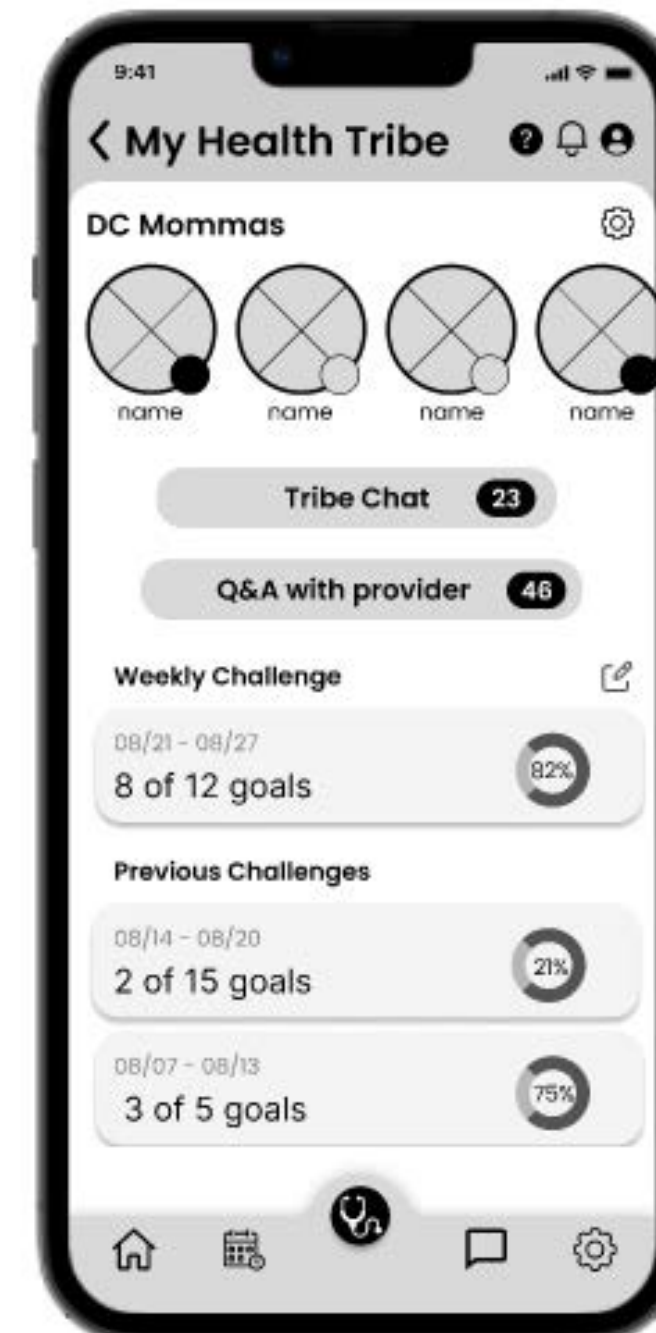 9:41
My Health Tribe
DC Mommas
name name name name
Tribe Chat 23
Q&A with provider 46
Weekly Challenge
08/21 - 08/27
8 of 12 goals
82%
Previous Challenges
08/14 - 08/20
2 of 15 goals
21%
08/07 - 08/13
3 of 5 goals
75%